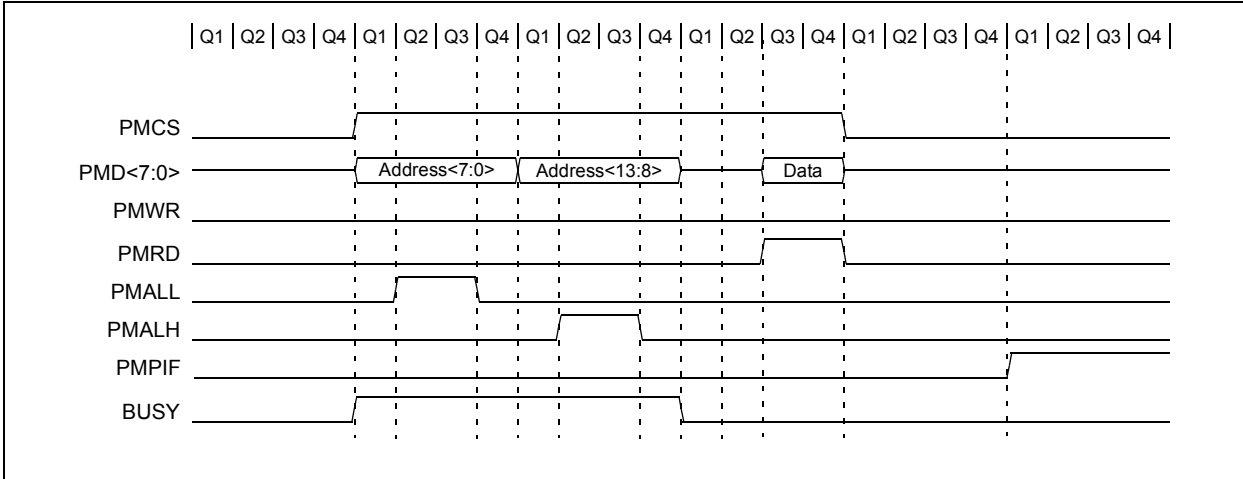 Q1 Q2 Q3 Q4 Q1 Q2 Q3 Q4 Q1 Q2 Q3 Q4 Q1 Q2 Q3 Q4 Q1 Q2 Q3 Q4 Q1 Q2 Q3 Q4
PMCS
PMD<7:0> Address<7:0> Address<13:8> Data
PMWR
PMRD
PMALL
PMALH
PMPIF
BUSY